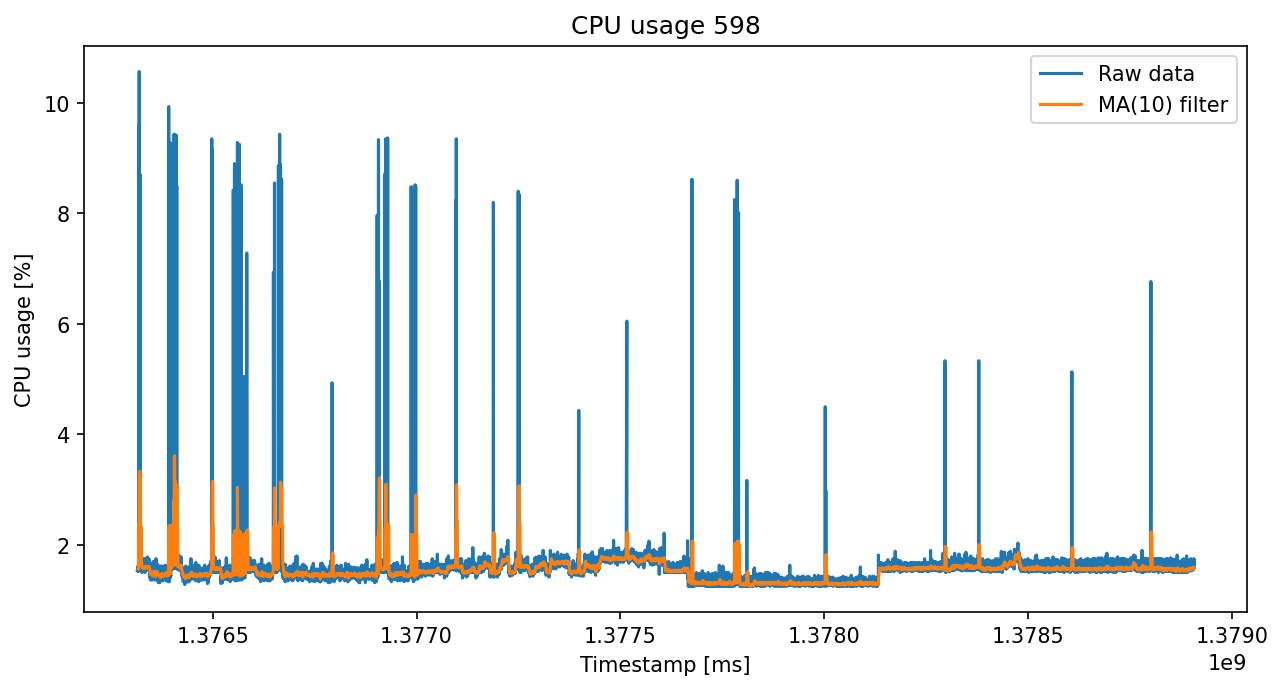 CPU usage 598
Raw data
MA(10) filter
CPU usage [%]
10
8
6
4
2
1.3765
1.3770
1.3775
1.3780
1.3785
1.3790
1e9
Timestamp [ms]